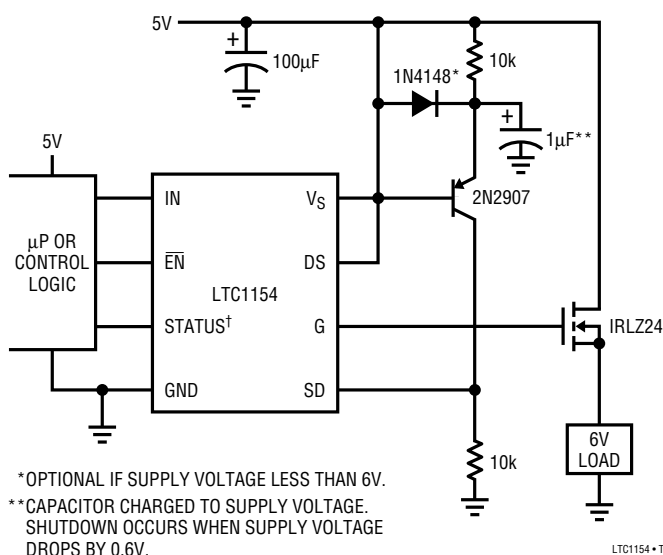 5V
100µF
10k
1N4148*
1µF**
5V
2N2907
µP OR
CONTROL
LOGIC
IN
EN
STATUS†
GND
LTC1154
VS
DS
G
SD
IRLZ24
6V
LOAD
10k
*OPTIONAL IF SUPPLY VOLTAGE LESS THAN 6V.
**CAPACITOR CHARGED TO SUPPLY VOLTAGE.
SHUTDOWN OCCURS WHEN SUPPLY VOLTAGE
DROPS BY 0.6V.
LTC1154 • T